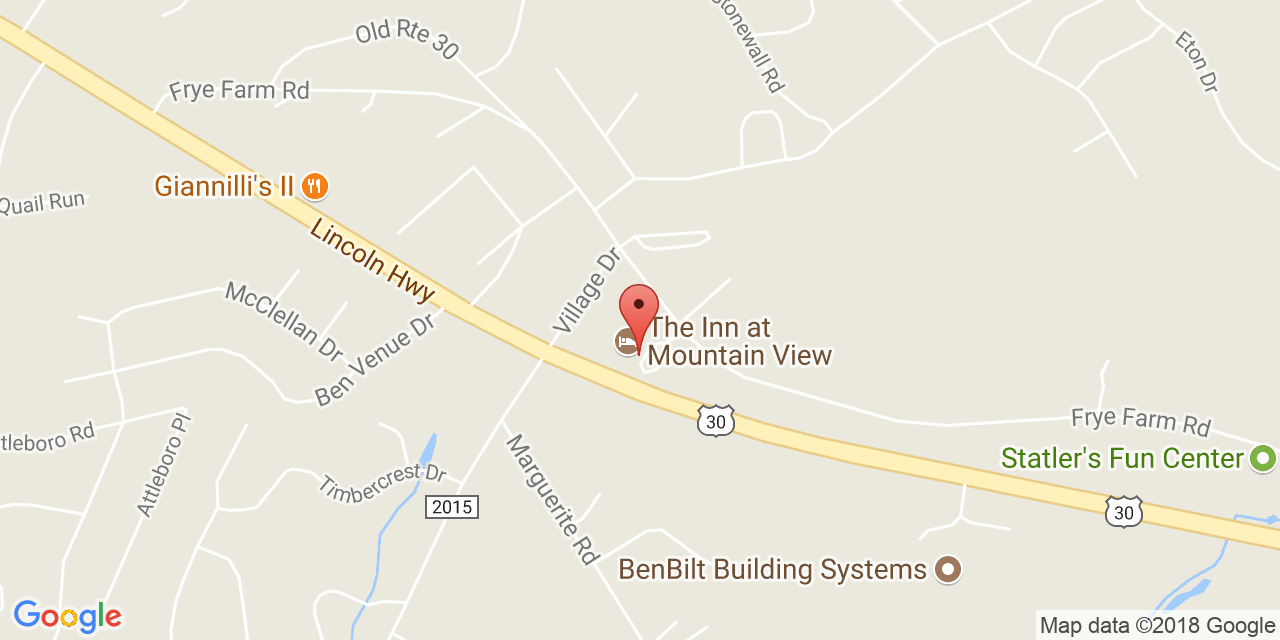 Stonewall Rd
Old Rte 30
Eton Dr
Frye Farm Rd
Giannilli's II
Quail Run
Lincoln Hwy
Village Dr
McClellan Dr
Ben Venue Dr
The Inn at
Mountain View
30
Frye Farm Rd
ttleboro Rd
Attleboro Pl
Statler's Fun Center
Timbercrest Dr
2015
Marguerite Rd
30
BenBilt Building Systems
Google
Map data ©2018 Google